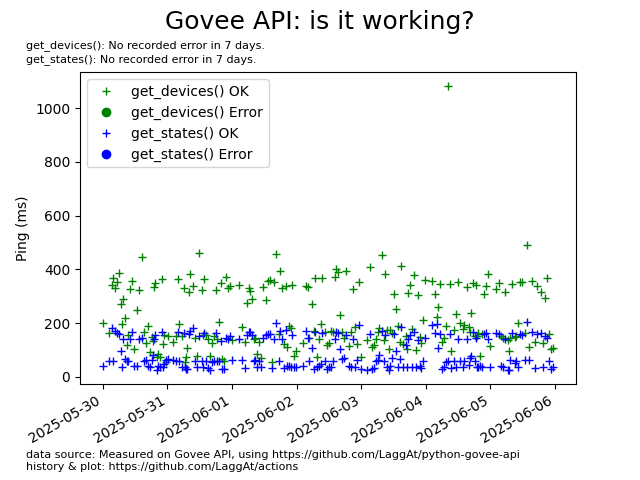 Govee API: is it working?
get_devices(): No recorded error in 7 days.
get_states(): No recorded error in 7 days.
get_devices() OK
get_devices() Error
get_states() OK
get_states() Error
Ping (ms)
1000
800
600
400
200
0
2025-05-30
2025-05-31
2025-06-01
2025-06-02
2025-06-03
2025-06-04
2025-06-05
2025-06-06
data source: Measured on Govee API, using https://github.com/LaggAt/python-govee-api
history & plot: https://github.com/LaggAt/actions